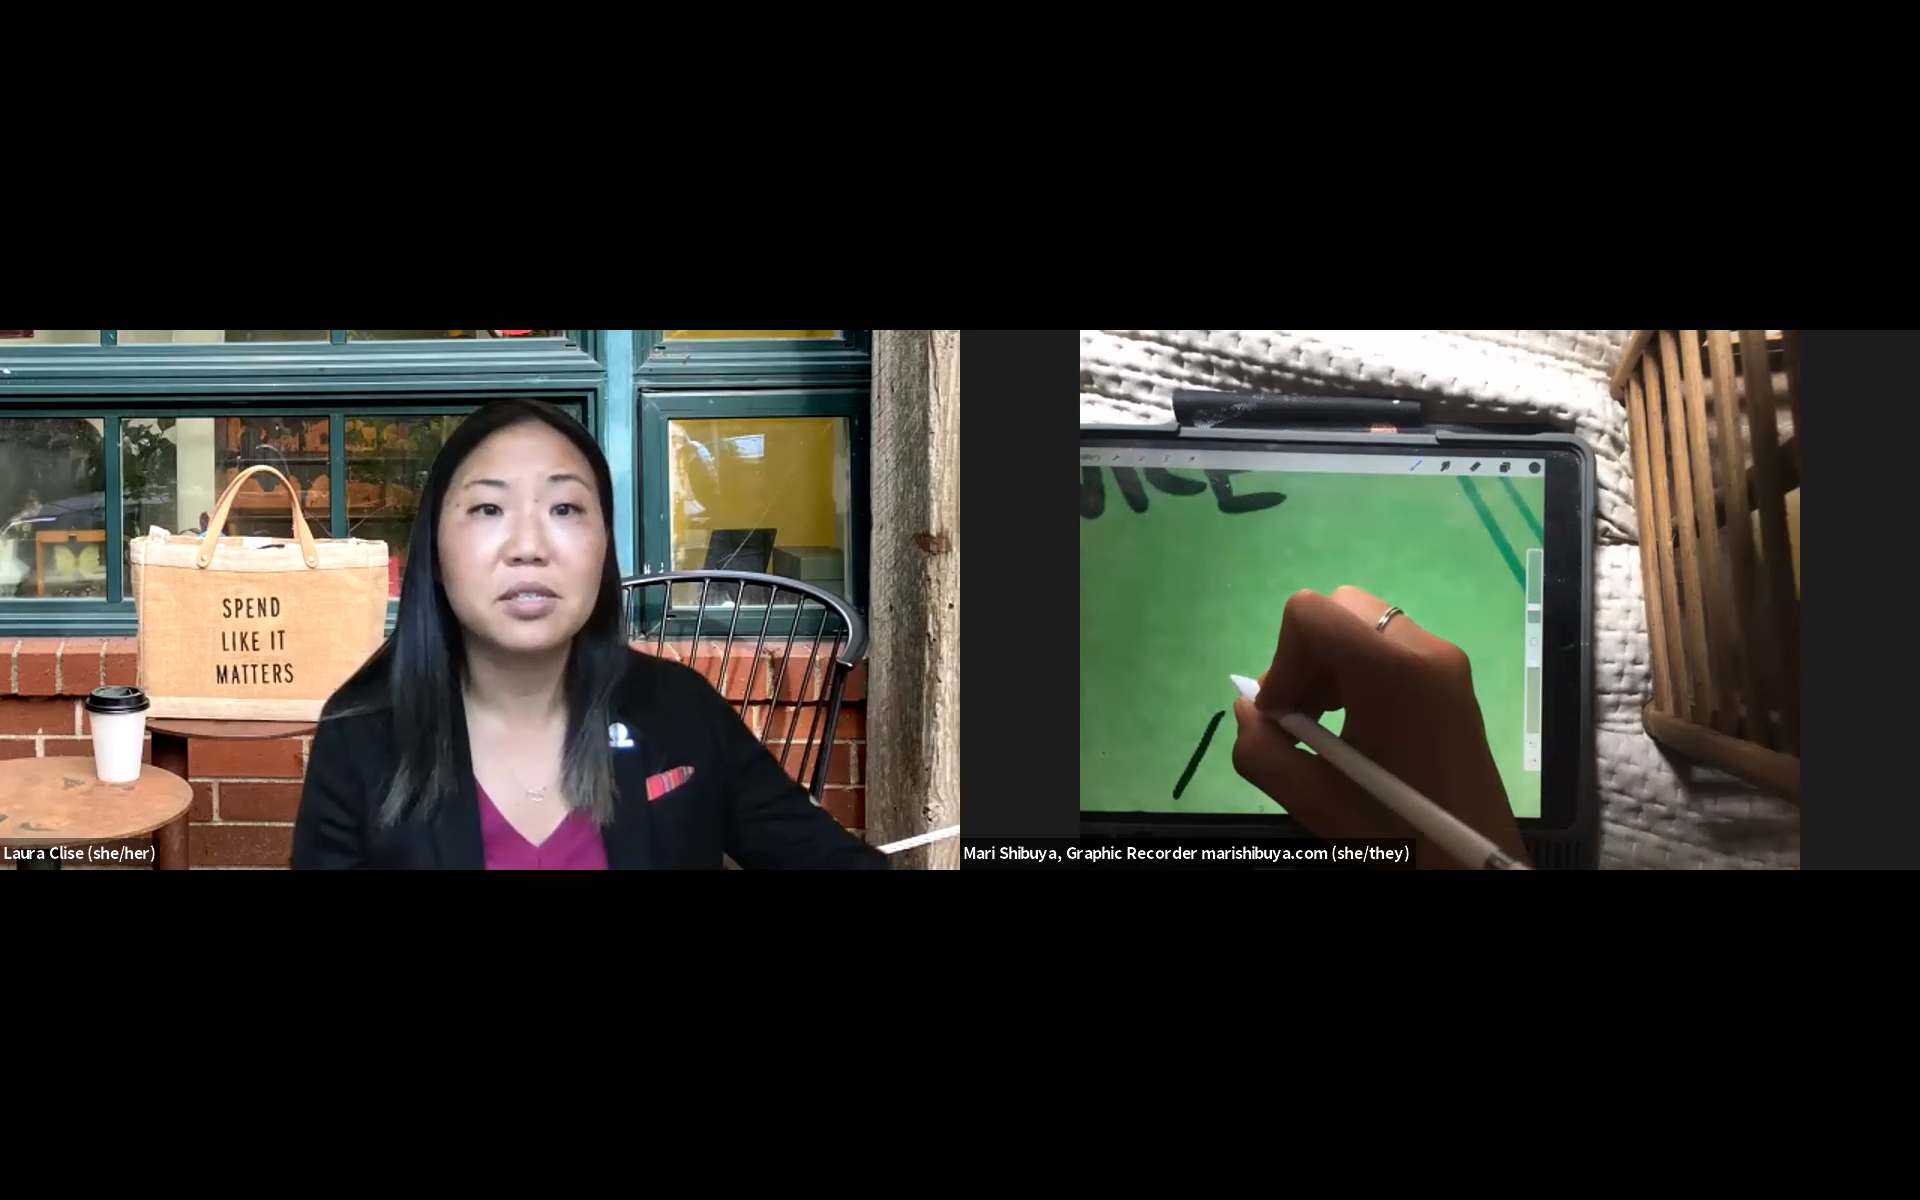 SPEND
LIKE IT
MATTERS
Laura Clise (she/her)
Mari Shibuya, Graphic Recorder marishibuya.com (she/they)